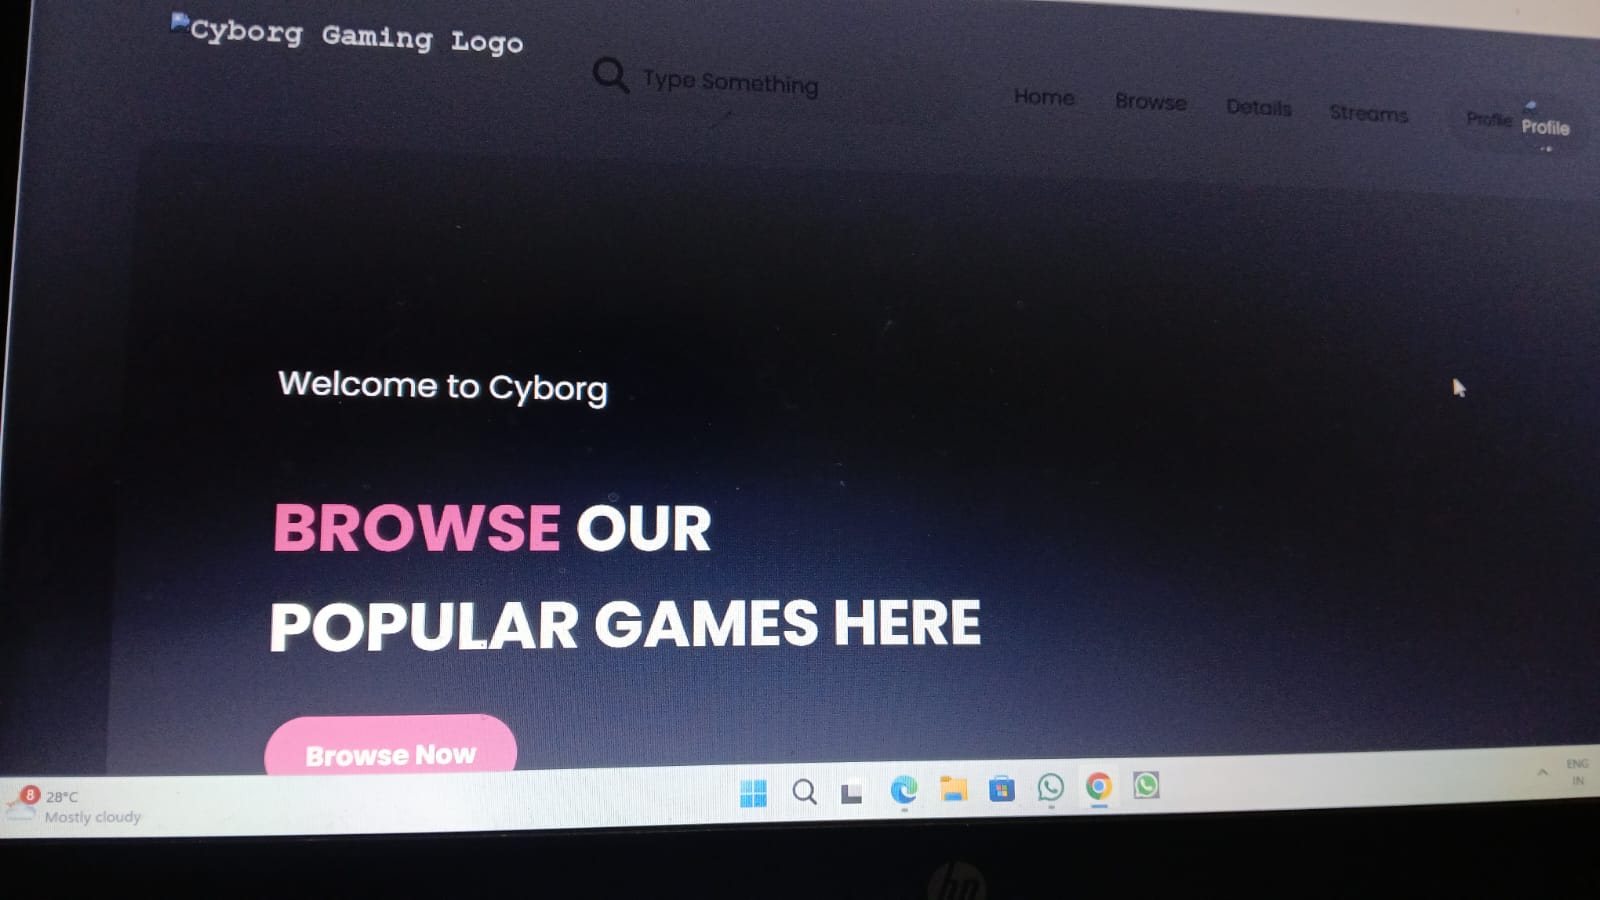 Cyborg Gaming Logo
Type Something
Home Browse Details Streams Profile Profile
Welcome to Cyborg
BROWSE OUR
POPULAR GAMES HERE
Browse Now
8 28°C
Mostly cloudy
ENG
IN
hp